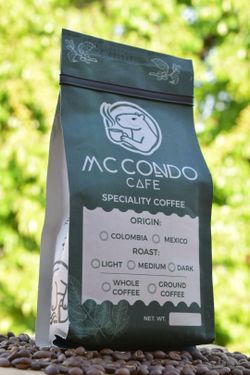 MC CONDO
CAFE
SPECIALITY COFFEE
ORIGIN:
COLOMBIA MEXICO
ROAST:
LIGHT MEDIUM DARK
WHOLE COFFEE GROUND COFFEE
NET. WT.